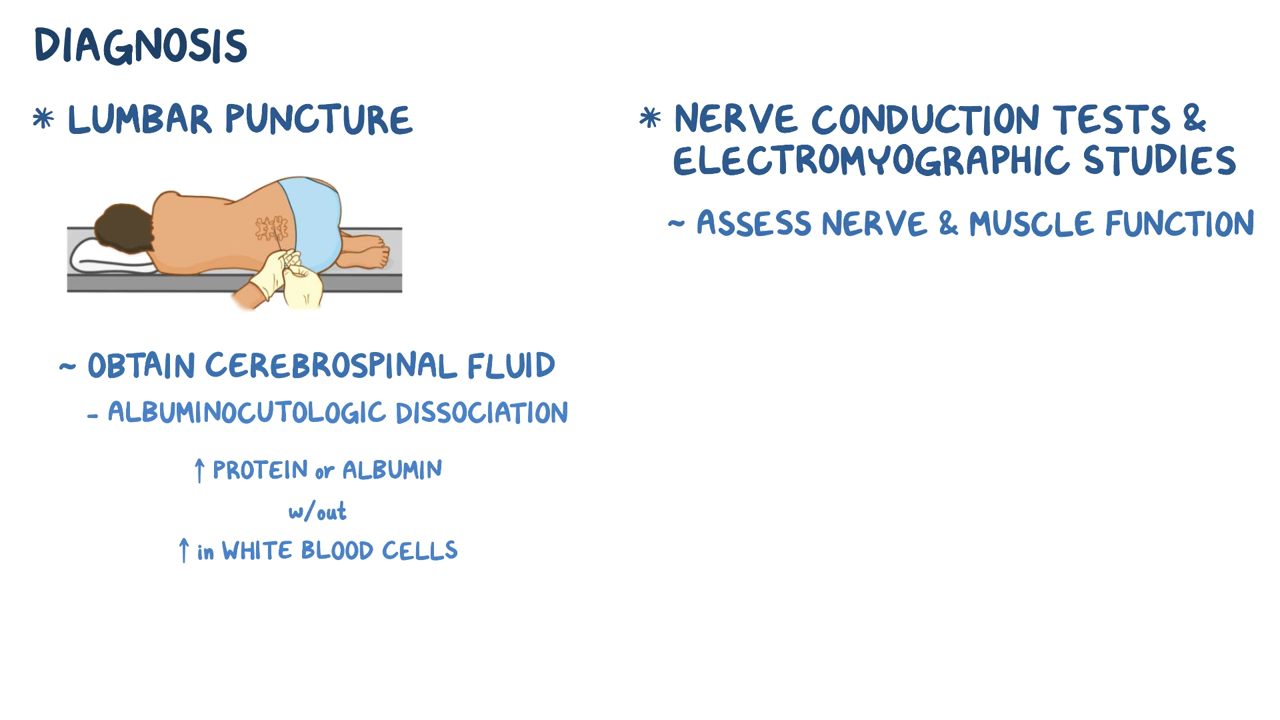 DIAGNOSIS
* LUMBAR PUNCTURE
~ OBTAIN CEREBROSPINAL FLUID
- ALBUMINOCUTOLOGIC DISSOCIATION
↑ PROTEIN or ALBUMIN
w/out
↑ in WHITE BLOOD CELLS
* NERVE CONDUCTION TESTS &
ELECTROMYOGRAPHIC STUDIES
~ ASSESS NERVE & MUSCLE FUNCTION